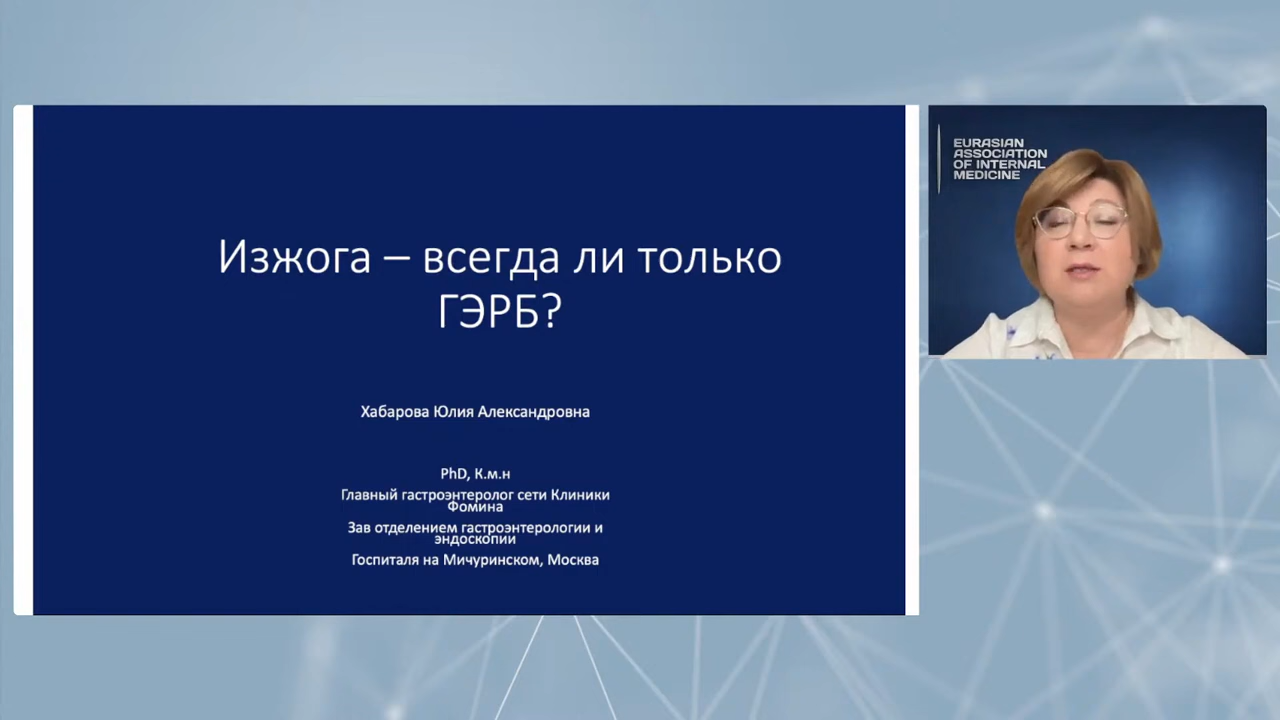 Изжога – всегда ли только
ГЭРБ?
Хабарова Юлия Александровна
PhD, К.м.н
Главный гастроэнтеролог сети Клиники
Фомина
Зав отделением гастроэнтерологии и
эндоскопии
Госпиталя на Мичуринском, Москва
EURASIAN
ASSOCIATION
OF INTERNAL
MEDICINE